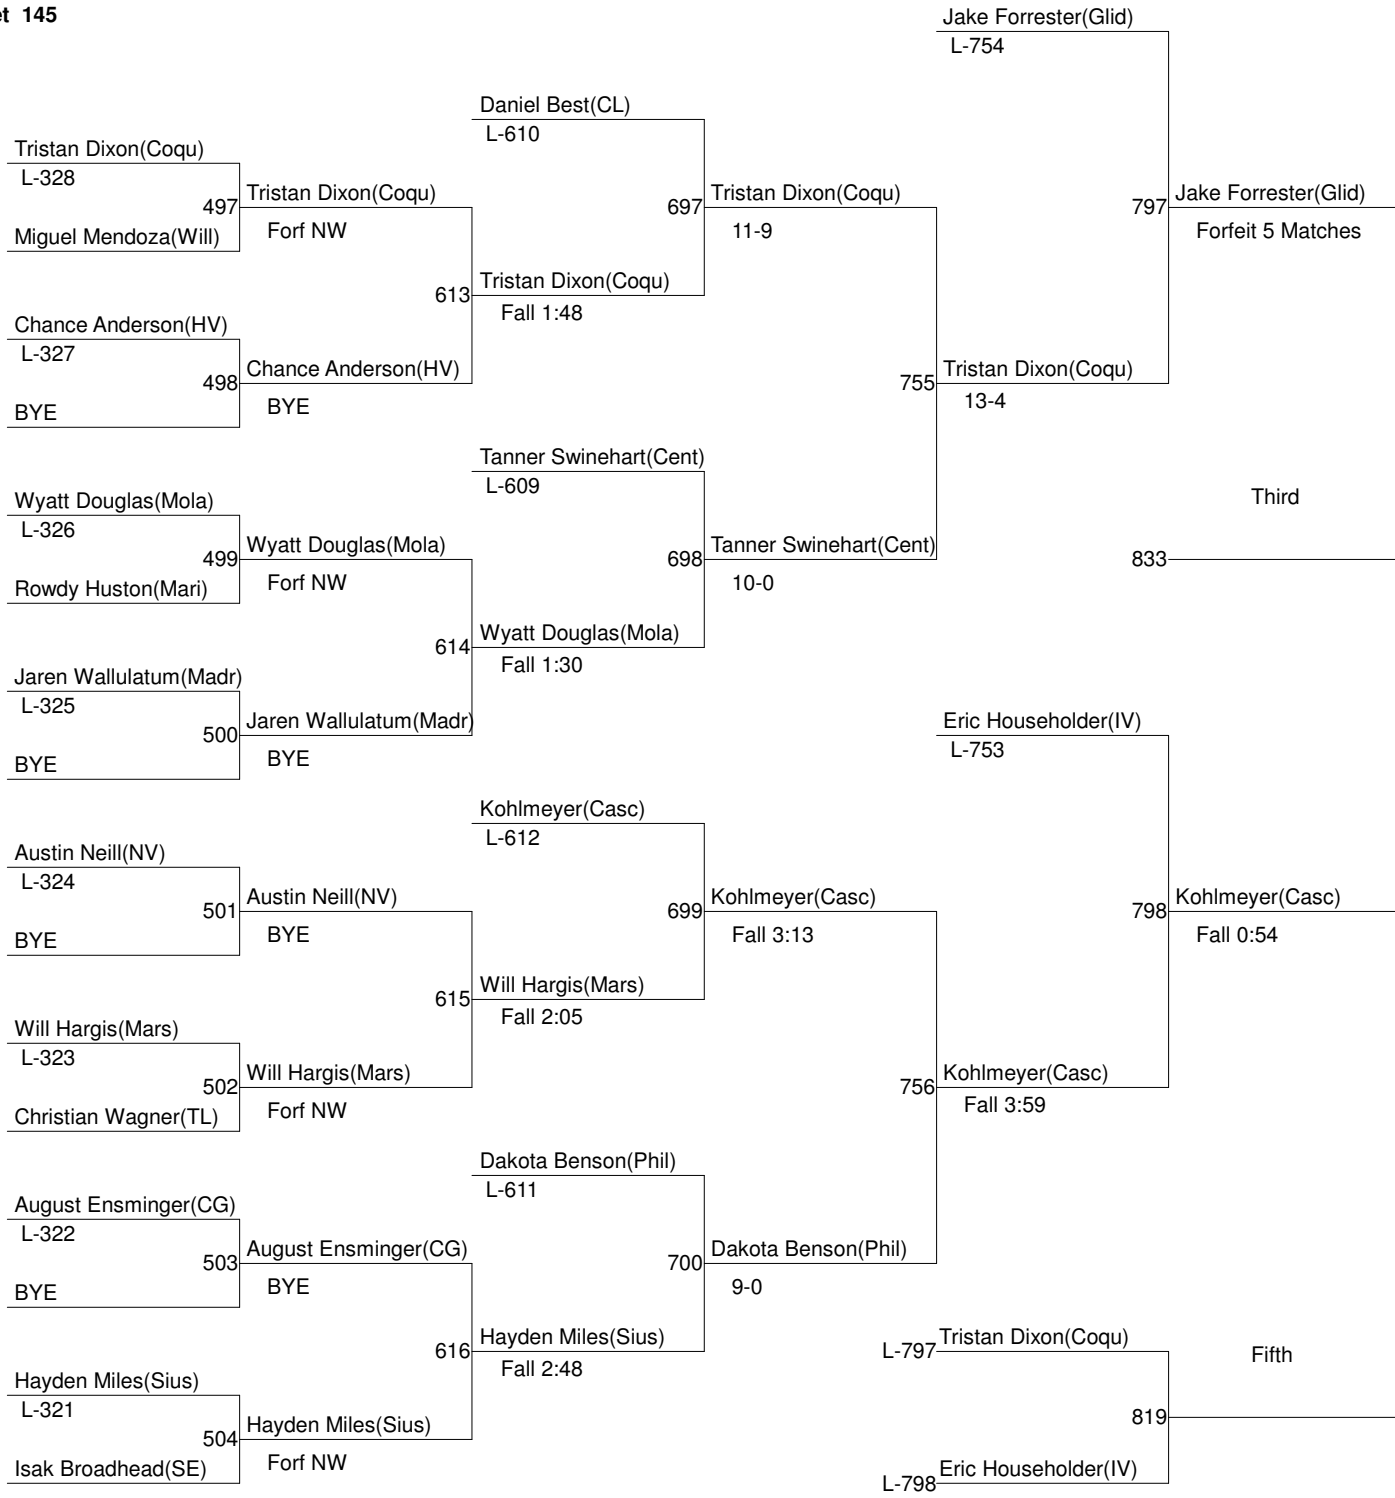 145
Jake Forrester(Glid)
L-754
Daniel Best(CL)
L-610
Tristan Dixon(Coqu)
L-328
497
Tristan Dixon(Coqu)
Forf NW
Miguel Mendoza(Will)
697
Tristan Dixon(Coqu)
11-9
797
Jake Forrester(Glid)
Forfeit 5 Matches
613
Tristan Dixon(Coqu)
Fall 1:48
Chance Anderson(HV)
L-327
498
Chance Anderson(HV)
BYE
BYE
755
Tristan Dixon(Coqu)
13-4
Tanner Swinehart(Cent)
L-609
Wyatt Douglas(Mola)
L-326
499
Wyatt Douglas(Mola)
Forf NW
Rowdy Huston(Mari)
698
Tanner Swinehart(Cent)
10-0
Third
833
614
Wyatt Douglas(Mola)
Fall 1:30
Jaren Wallulatum(Madr)
L-325
500
Jaren Wallulatum(Madr)
BYE
BYE
Eric Householder(IV)
L-753
Kohlmeyer(Casc)
L-612
Austin Neill(NV)
L-324
501
Austin Neill(NV)
BYE
BYE
699
Kohlmeyer(Casc)
Fall 3:13
798
Kohlmeyer(Casc)
Fall 0:54
615
Will Hargis(Mars)
Fall 2:05
Will Hargis(Mars)
L-323
502
Will Hargis(Mars)
Forf NW
Christian Wagner(TL)
756
Kohlmeyer(Casc)
Fall 3:59
Dakota Benson(Phil)
L-611
August Ensminger(CG)
L-322
503
August Ensminger(CG)
BYE
BYE
700
Dakota Benson(Phil)
9-0
616
Hayden Miles(Sius)
Fall 2:48
Hayden Miles(Sius)
L-321
504
Hayden Miles(Sius)
Forf NW
Isak Broadhead(SE)
L-797
Tristan Dixon(Coqu)
Fifth
819
L-798
Eric Householder(IV)